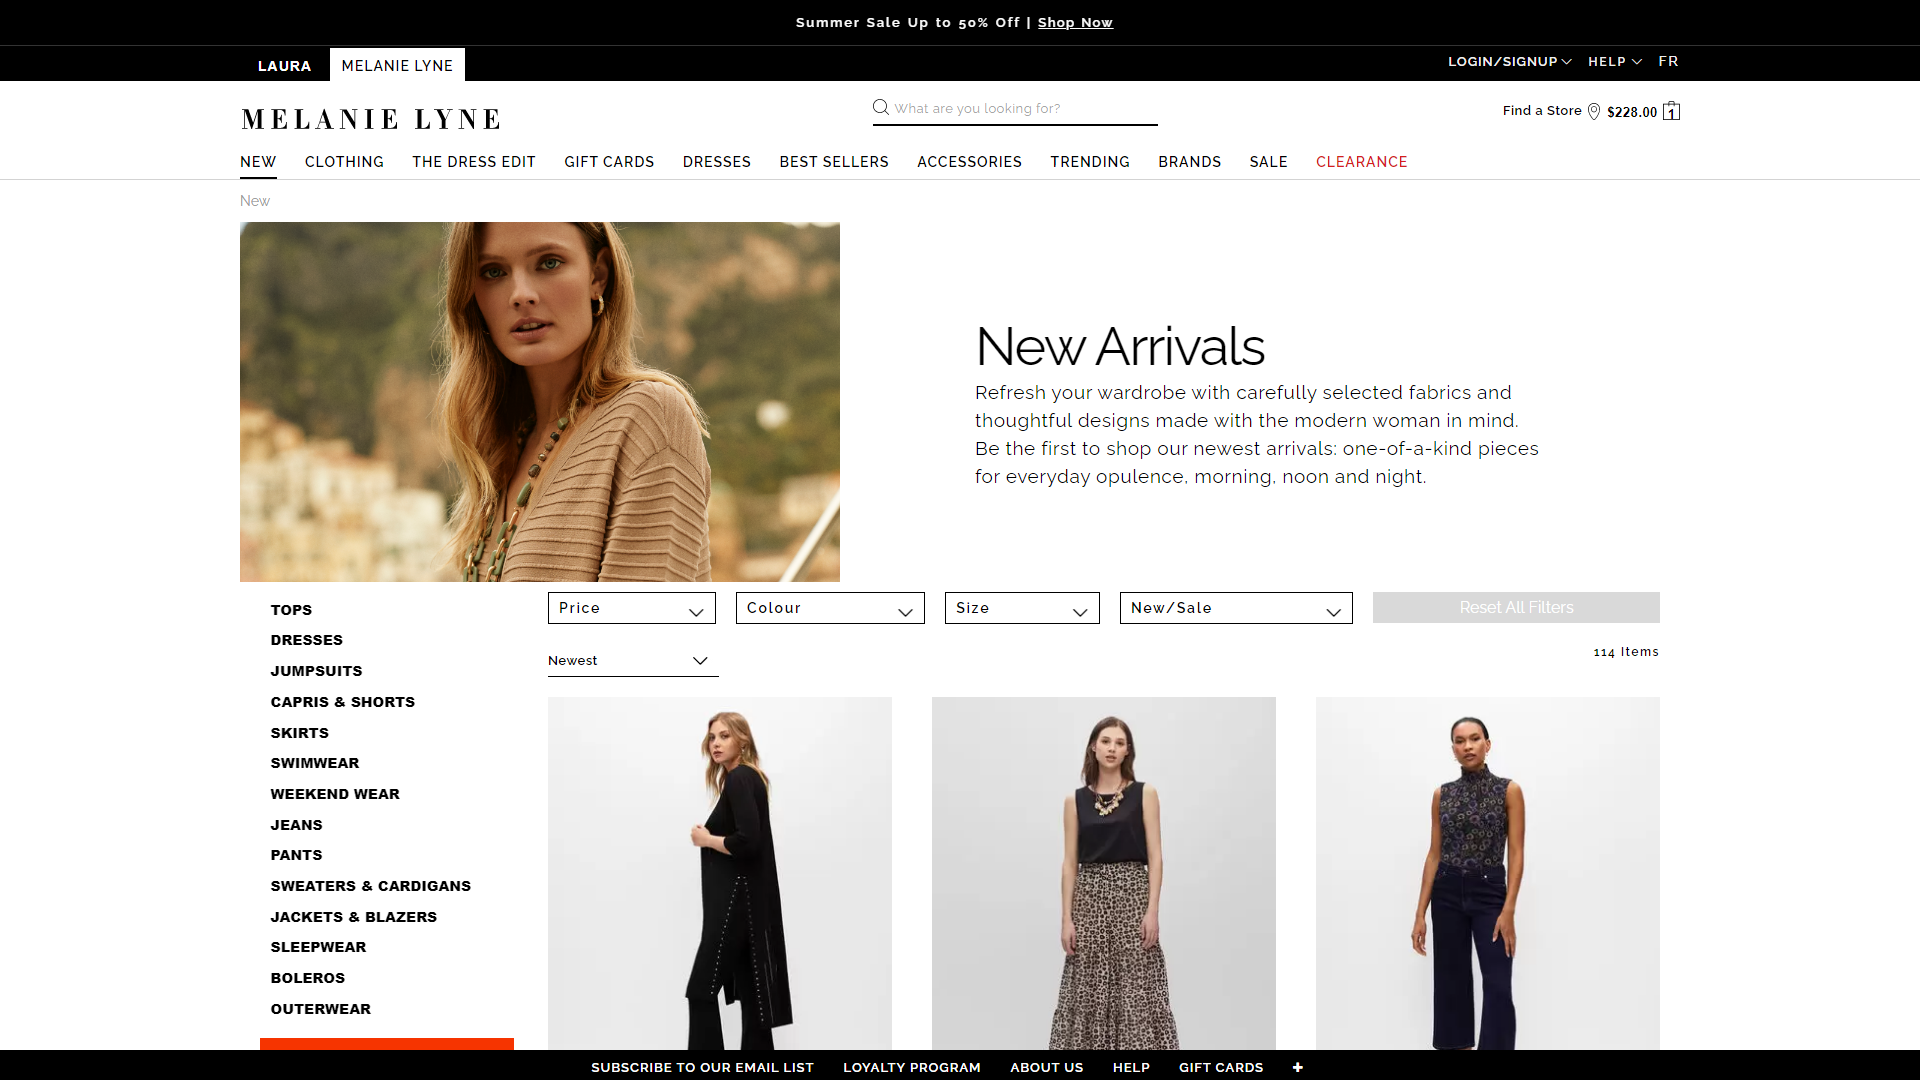 Summer Sale Up to 50% Off | Shop Now
LAURA
MELANIE LYNE
LOGIN/SIGNUP
HELP
FR
MELANIE LYNE
What are you looking for?
Find a Store
$228.00
1
NEW
CLOTHING
THE DRESS EDIT
GIFT CARDS
DRESSES
BEST SELLERS
ACCESSORIES
TRENDING
BRANDS
SALE
CLEARANCE
New
New Arrivals
Refresh your wardrobe with carefully selected fabrics and
thoughtful designs made with the modern woman in mind.
Be the first to shop our newest arrivals: one-of-a-kind pieces
for everyday opulence, morning, noon and night.
TOPS
DRESSES
JUMPSUITS
CAPRIS & SHORTS
SKIRTS
SWIMWEAR
WEEKEND WEAR
JEANS
PANTS
SWEATERS & CARDIGANS
JACKETS & BLAZERS
SLEEPWEAR
BOLEROS
OUTERWEAR
Price
Colour
Size
New/Sale
Reset All Filters
Newest
114 Items
SUBSCRIBE TO OUR EMAIL LIST
LOYALTY PROGRAM
ABOUT US
HELP
GIFT CARDS
+